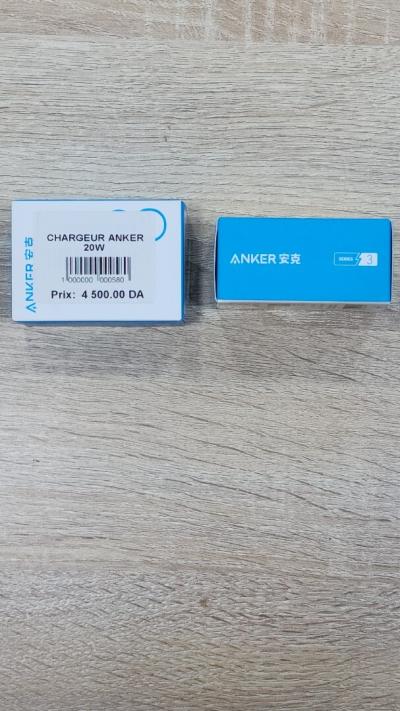 ANKER 安克
CHARGEUR ANKER
20W
1 000000 000580
Prix: 4 500.00 DA
ANKER 安克
SERIES 3